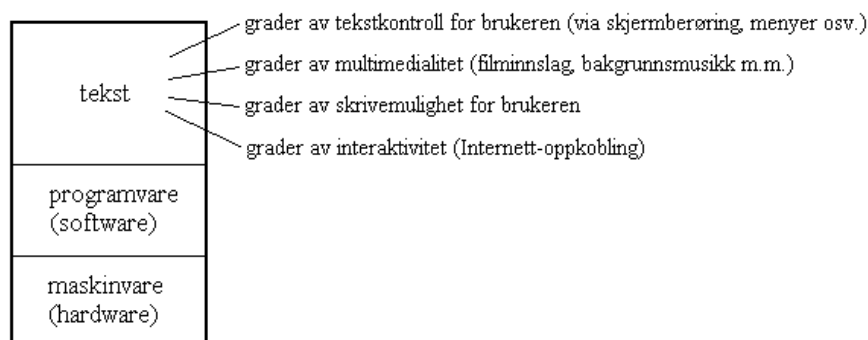 grader av tekstkontroll for brukeren (via skjermberøring, menyer osv.)
grader av multimedialitet (filminnslag, bakgrunnsmusikk m.m.)
tekst
grader av skrivemulighet for brukeren
grader av interaktivitet (Internett-oppkobling)
programvare
(software)
maskinvare
(hardware)